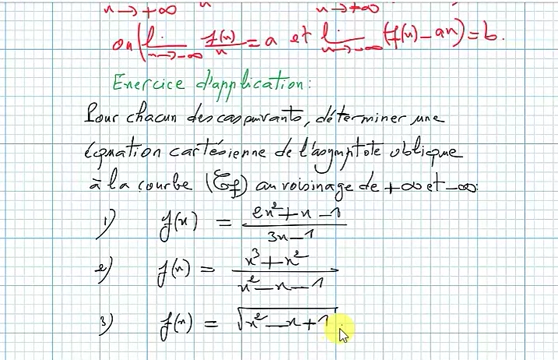 x→+∞ x→+∞
ou (lim x→-∞ f(x)/x = a et lim x→-∞ (f(x) - ax) = b.
Exercice d'application:
Pour chacun des cas suivants, déterminer une
équation cartésienne de l'asymptote oblique
à la courbe (Cf) au voisinage de +∞ et -∞:
1) f(x) = (2x² + x - 1)/(3x - 1)
2) f(x) = (x³ + x²)/(x² - x - 1)
3) f(x) = √(x² - x + 1)